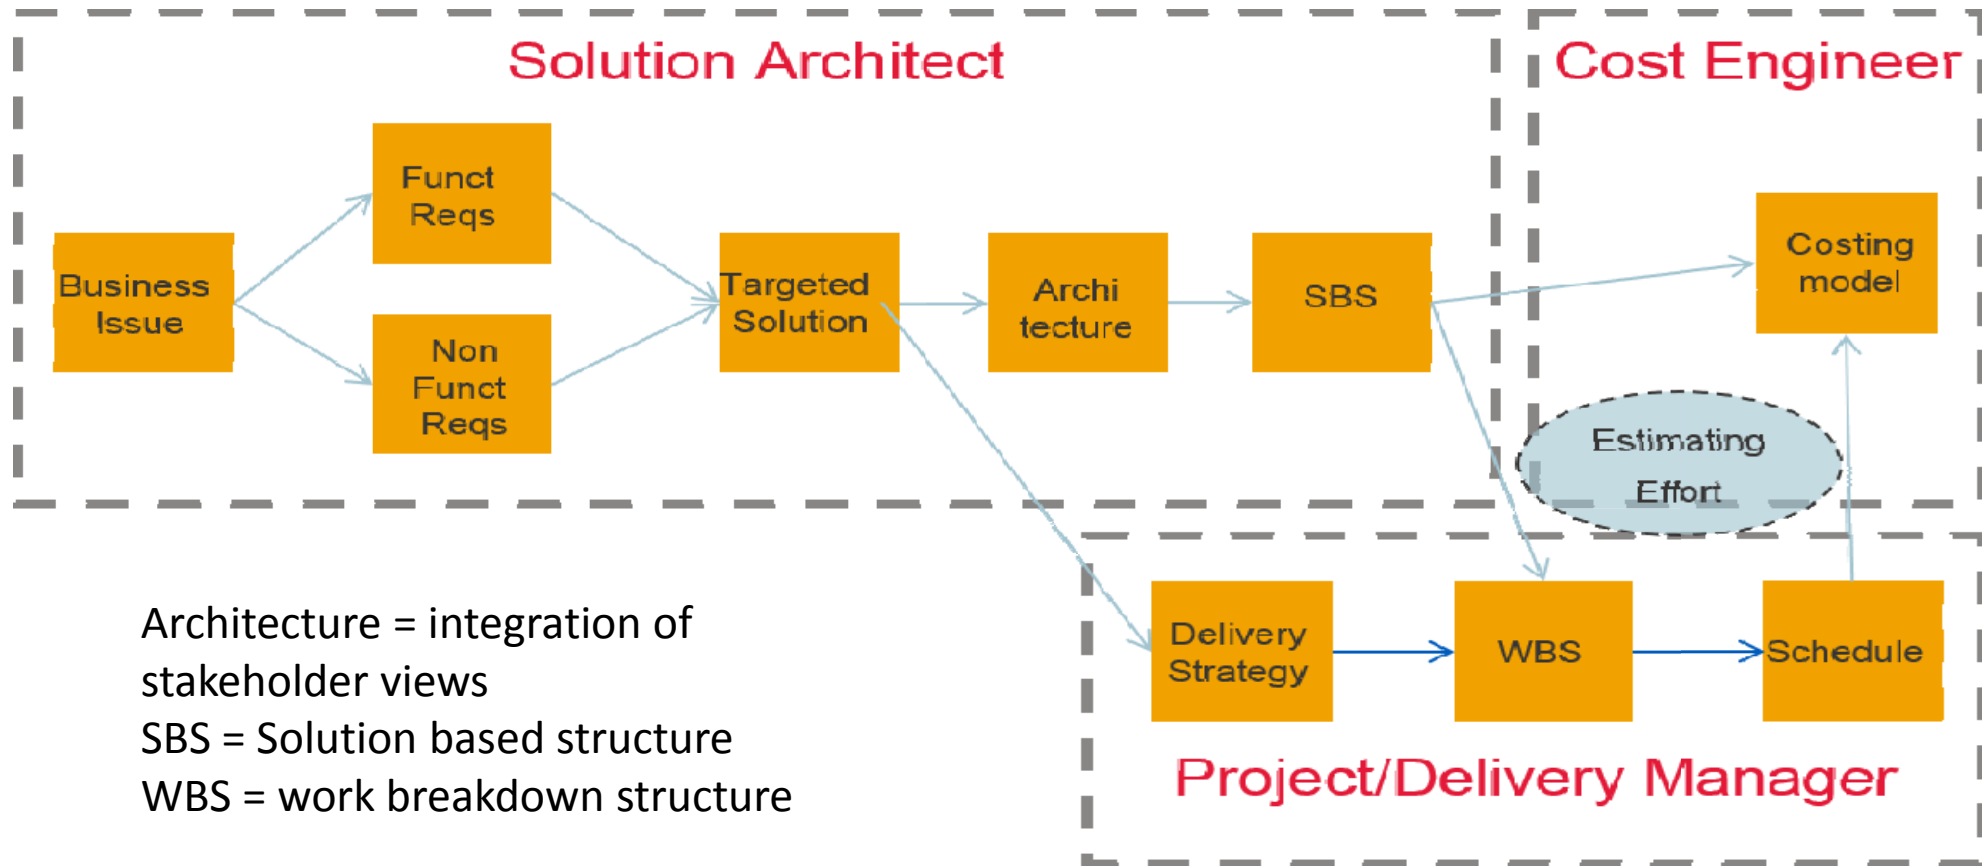 Solution Architect
Cost Engineer
Funct
Reqs
Business
Issue
Non
Funct
Reqs
Targeted
Solution
Archi
tecture
SBS
Costing
model
Estimating
Effort
Delivery
Strategy
WBS
Schedule
Project/Delivery Manager
Architecture = integration of
stakeholder views
SBS = Solution based structure
WBS = work breakdown structure